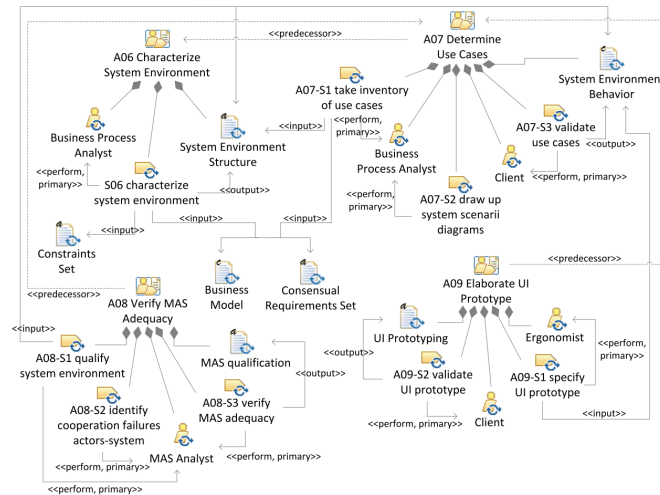 A06 Characterize
System Environment
<<predecessor>>
A07 Determine
Use Cases
System Environment
Behavior
A07-S1 take inventory
of use cases
<<input>>
<<perform,
primary>>
Business Process
Analyst
System Environment
Structure
Business
Process Analyst
A07-S3 validate
use cases
<<output>>
Client
<<perform, primary>>
<<perform,
primary>>
S06 characterize
system environment
<<output>>
<<perform,
primary>>
A07-S2 draw up
system scenarii
diagrams
<<input>>
<<input>>
<<input>>
Constraints
Set
Business
Model
Consensual
Requirements Set
<<predecessor>>
A08 Verify MAS
Adequacy
<<predecessor>>
A09 Elaborate UI
Prototype
<<input>>
A08-S1 qualify
system environment
MAS qualification
<<output>>
UI Prototyping
<<output>>
Ergonomist
<<perform,
primary>>
A09-S2 validate
UI prototype
A09-S1 specify
UI prototype
A08-S2 identify
cooperation failures
actors-system
A08-S3 verify
MAS adequacy
<<perform, primary>>
Client
<<input>>
MAS Analyst
<<perform, primary>>
<<perform, primary>>
<<perform, primary>>